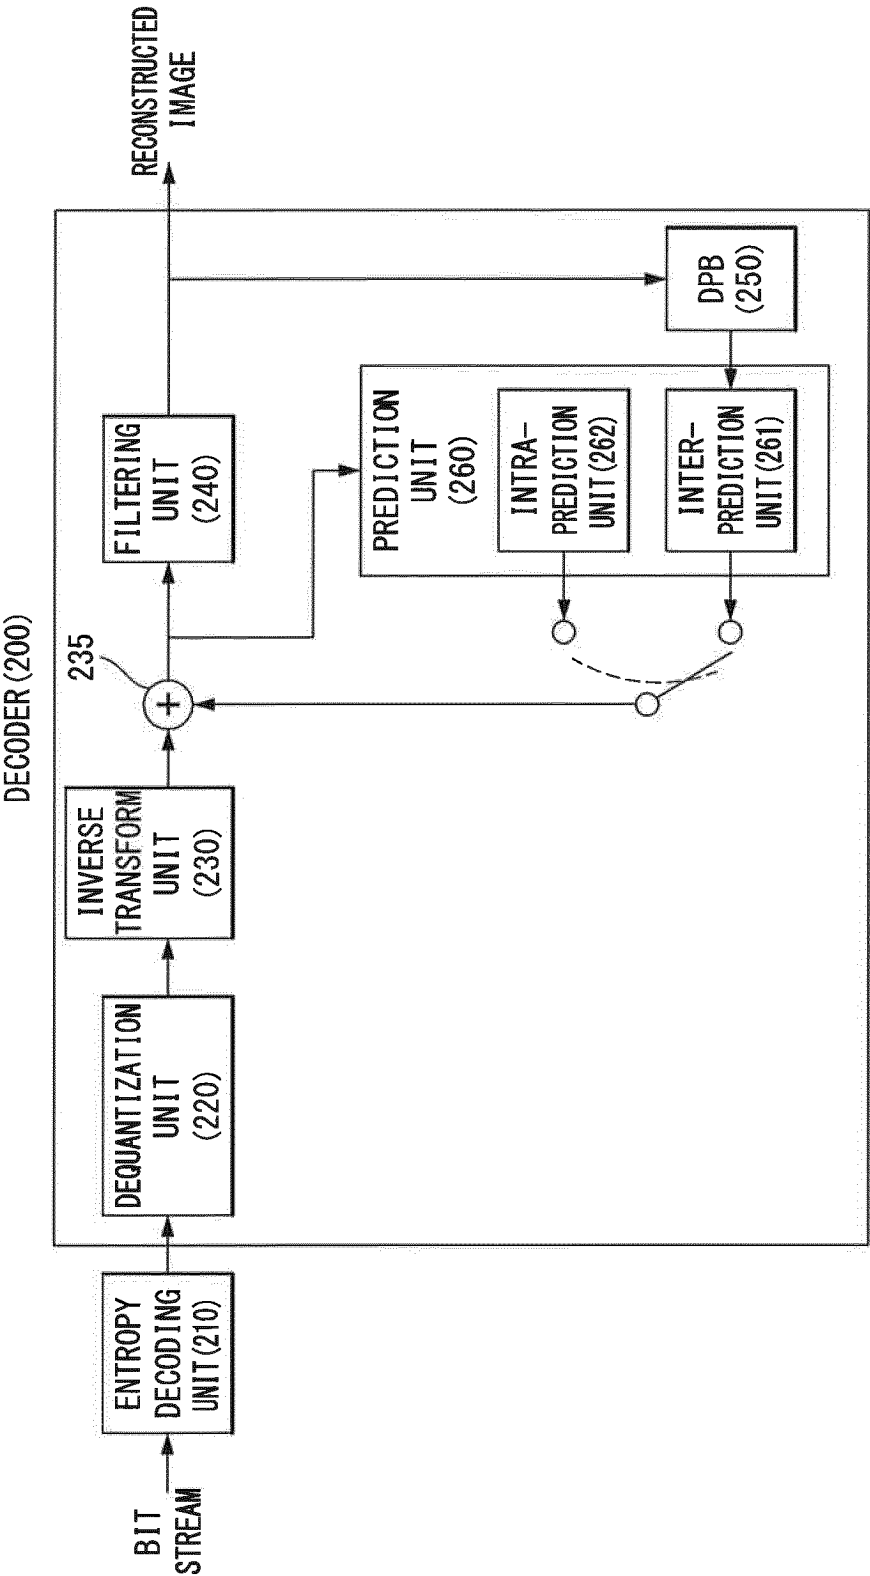 DECODER(200)
BIT
STREAM
ENTROPY
DECODING
UNIT(210)
DEQUANTIZATION
UNIT
(220)
INVERSE
TRANSFORM
UNIT
(230)
235
+
FILTERING
UNIT
(240)
RECONSTRUCTED
IMAGE
PREDICTION
UNIT
(260)
INTRA-
PREDICTION
UNIT(262)
INTER-
PREDICTION
UNIT(261)
DPB
(250)